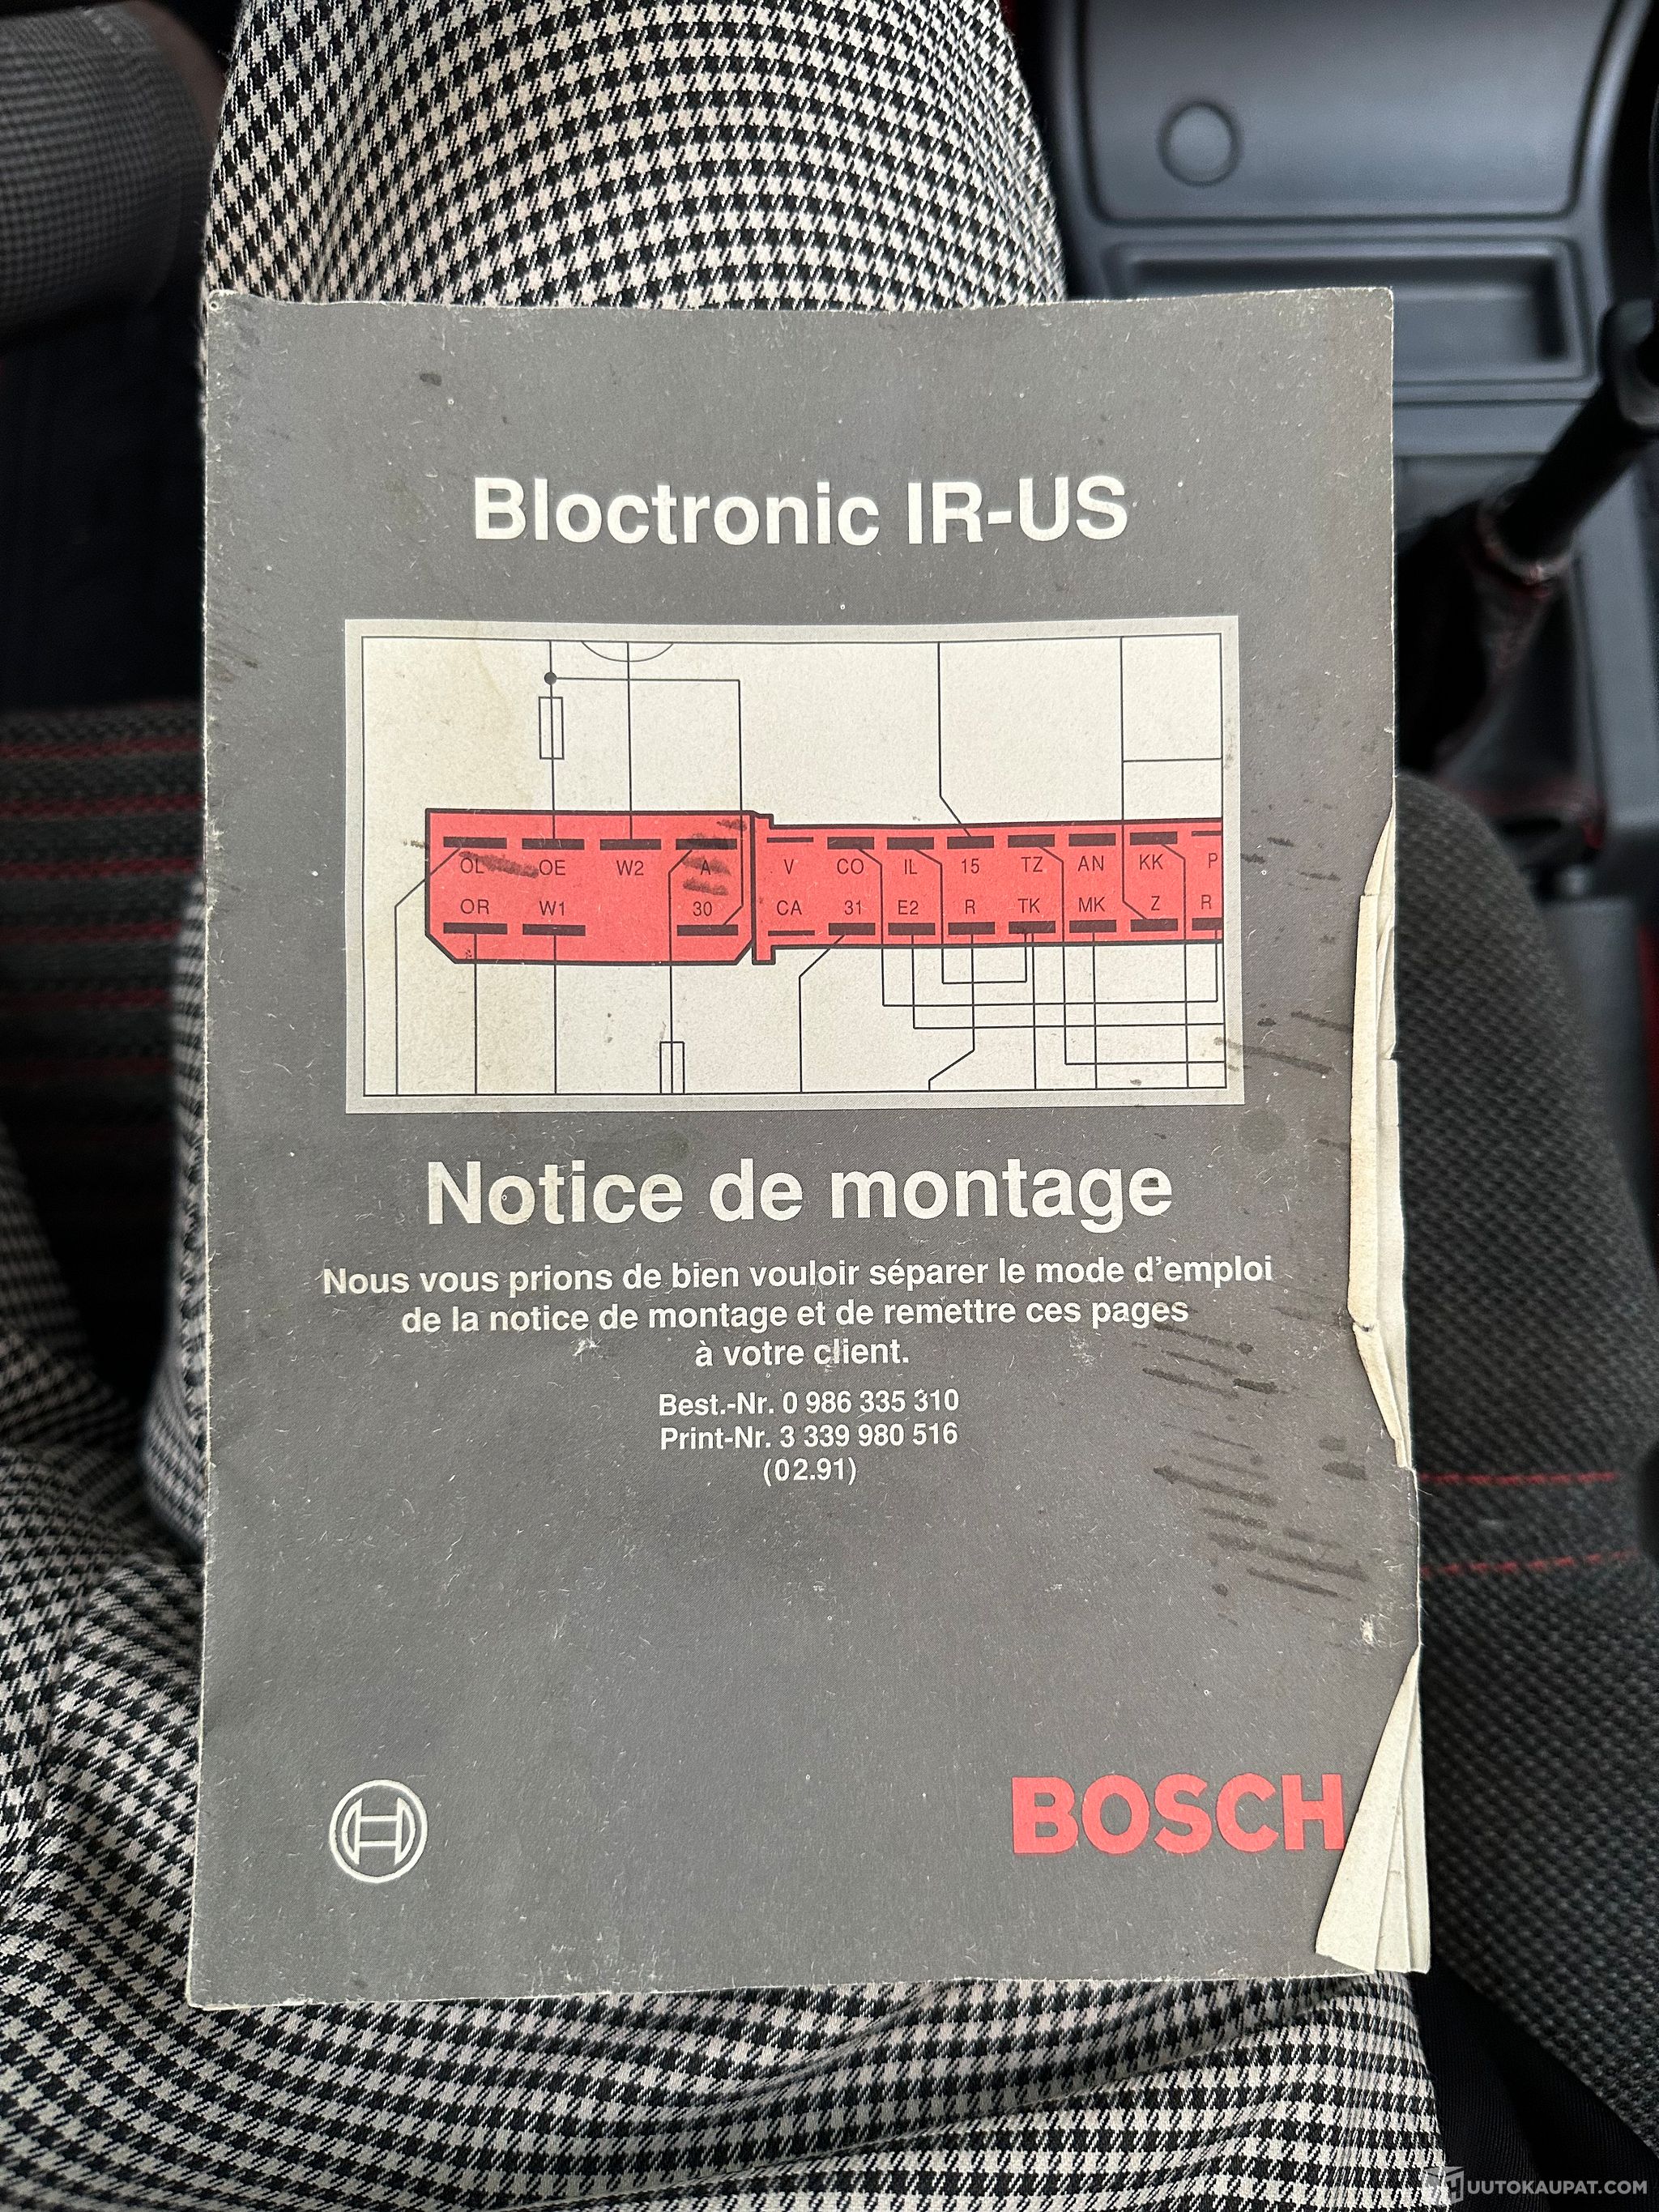 Bloctronic IR-US
OL OE W2 A V CO IL 15 TZ AN KK P
OR W1 30 CA 31 E2 R TK MK Z R
Notice de montage
Nous vous prions de bien vouloir séparer le mode d'emploi
de la notice de montage et de remettre ces pages
à votre client.
Best.-Nr. 0 986 335 310
Print-Nr. 3 339 980 516
(02.91)
BOSCH
UUTOKAUPAT.COM